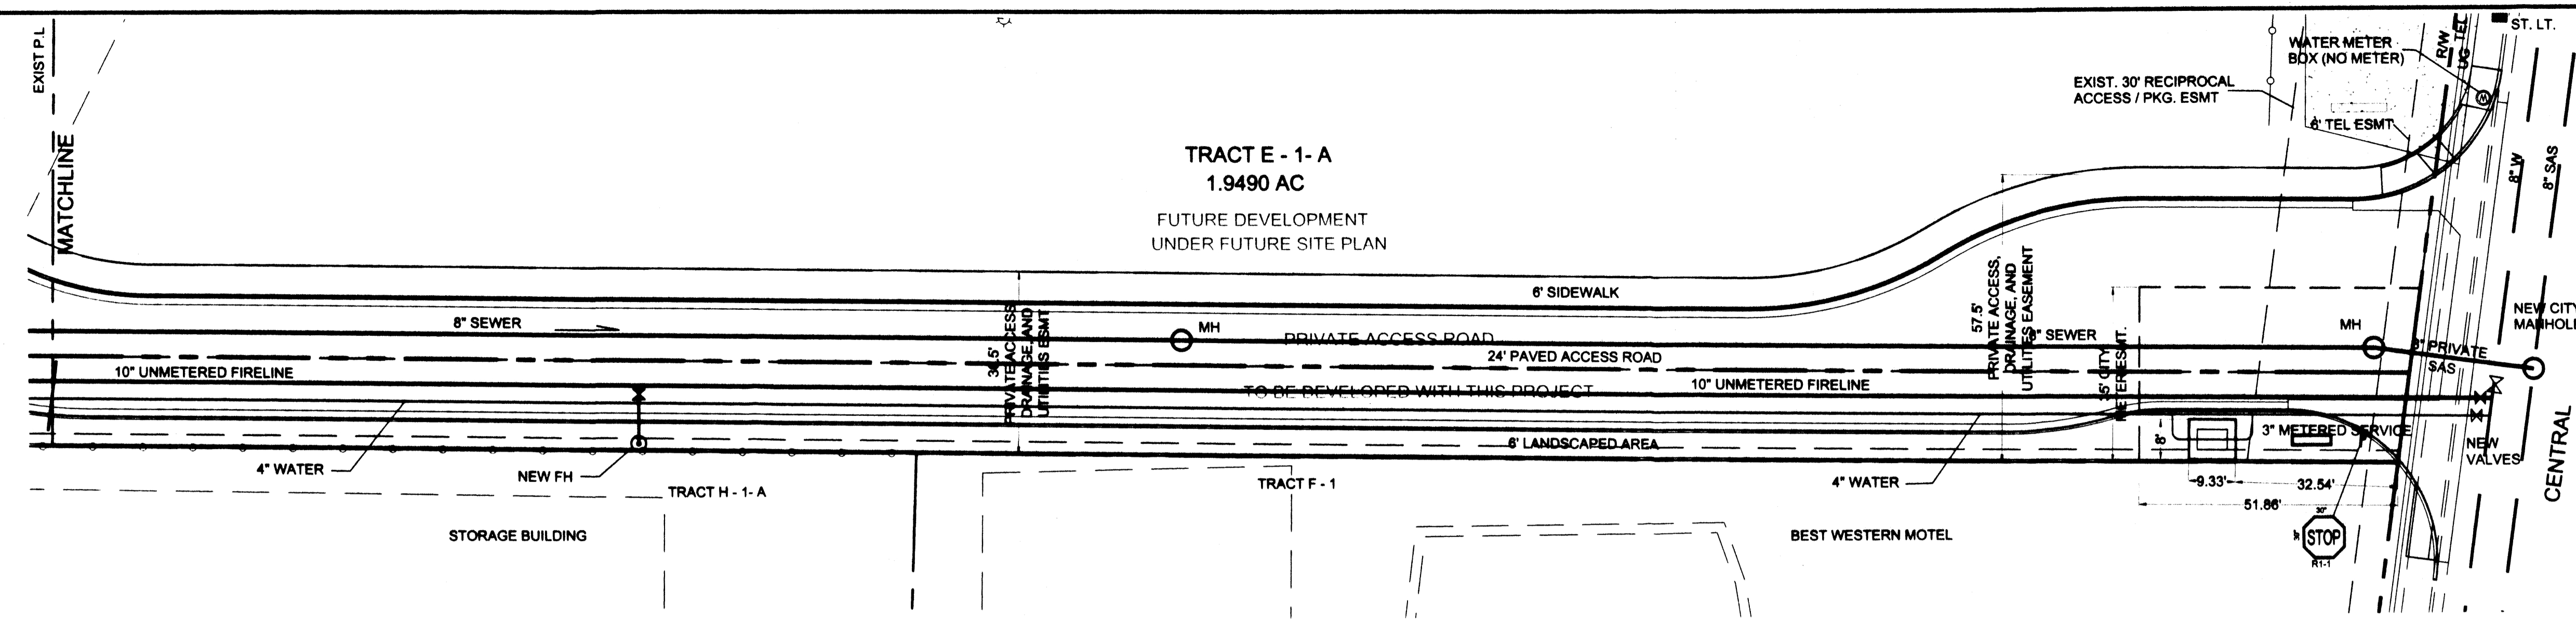 EXIST P.L
MATCHLINE
TRACT E - 1- A
1.9490 AC
FUTURE DEVELOPMENT
UNDER FUTURE SITE PLAN
WATER METER
BOX (NO METER)
EXIST. 30' RECIPROCAL
ACCESS / PKG. ESMT
6' TEL ESMT
R/W
UG TEL
ST. LT.
8" W
8" SAS
6' SIDEWALK
8" SEWER
MH
PRIVATE ACCESS ROAD
24' PAVED ACCESS ROAD
10" UNMETERED FIRELINE
TO BE DEVELOPED WITH THIS PROJECT
10" UNMETERED FIRELINE
PRIVATE ACCESS
DRAINAGE, AND
UTILITIES ESMT
57.5'
PRIVATE ACCESS,
DRAINAGE, AND
UTILITIES EASEMENT
8" SEWER
35' CITY
METER ESMT.
MH
8" PRIVATE
SAS
NEW CITY
MANHOLE
6' LANDSCAPED AREA
8'
3" METERED SERVICE
NEW
VALVES
CENTRAL
4" WATER
NEW FH
TRACT H - 1- A
TRACT F - 1
4" WATER
9.33'
32.54'
51.86'
STORAGE BUILDING
BEST WESTERN MOTEL
30"
STOP
R1-1